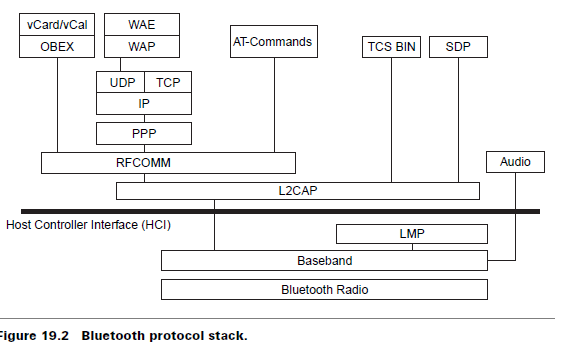 vCard/vCal
WAE
OBEX
WAP
AT-Commands
TCS BIN
SDP
UDP
TCP
IP
PPP
RFCOMM
Audio
L2CAP
Host Controller Interface (HCI)
LMP
Baseband
Bluetooth Radio
Figure 19.2 Bluetooth protocol stack.